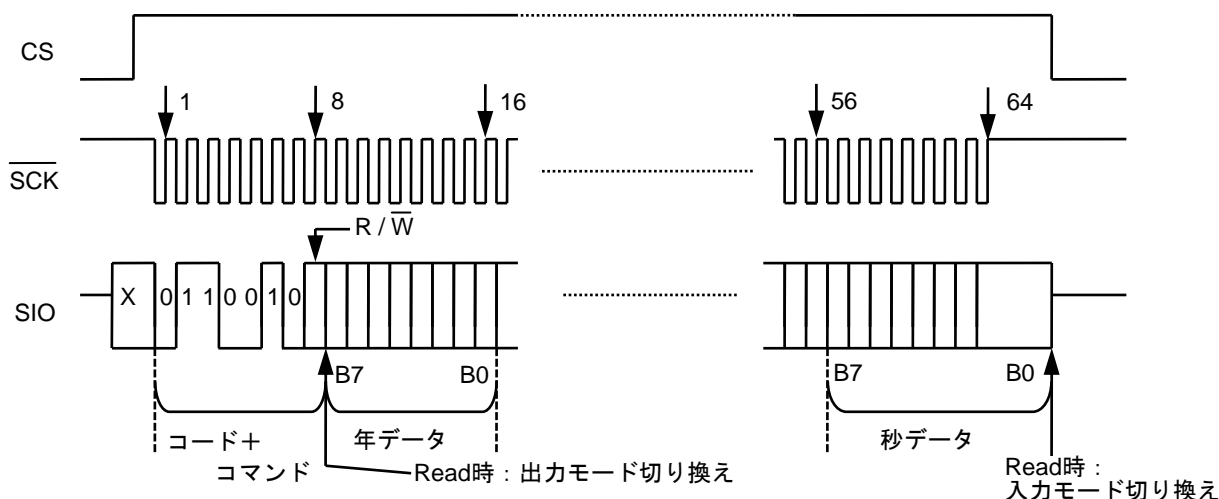 CS
1 8 16 56 64
SCK
R / W
SIO
X 0 1 1 0 0 1 0
B7 B0 B7 B0
コード＋
コマンド
年データ
秒データ
Read時：出力モード切り換え
Read時：
入力モード切り換え